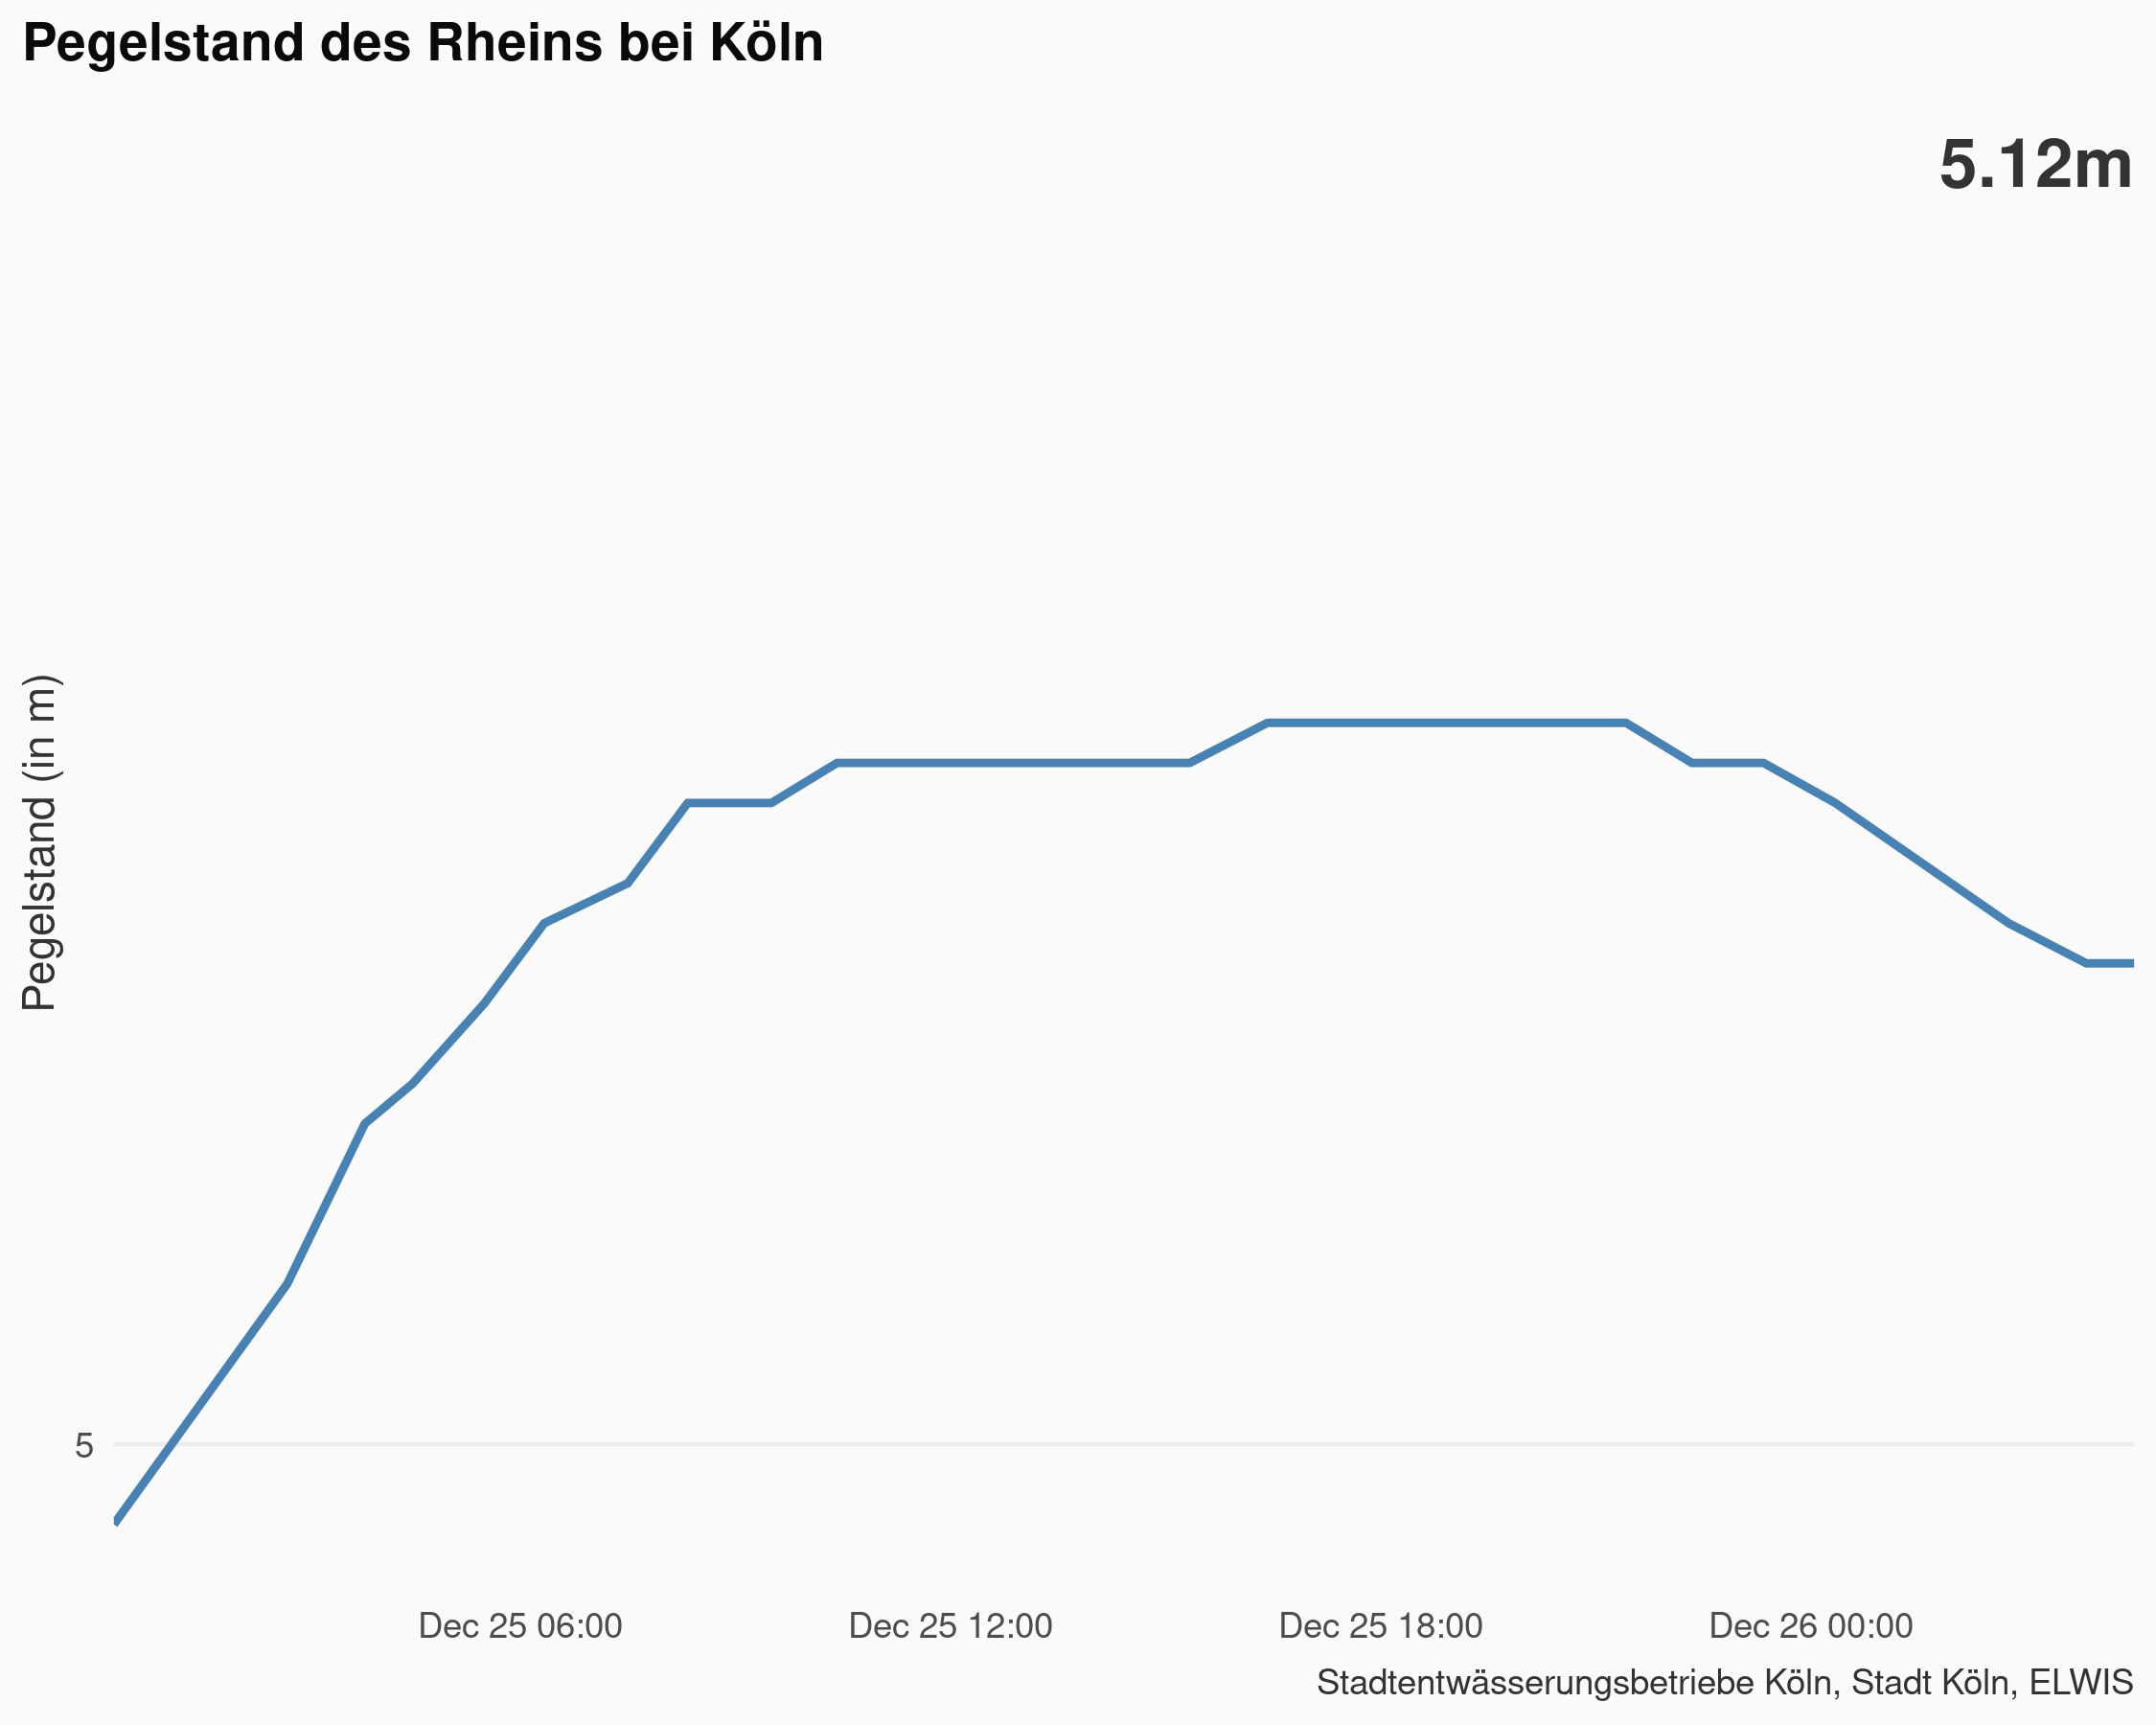 Pegelstand des Rheins bei Köln
5.12m
Pegelstand (in m)
5
Dec 25 06:00
Dec 25 12:00
Dec 25 18:00
Dec 26 00:00
Stadtentwässerungsbetriebe Köln, Stadt Köln, ELWIS